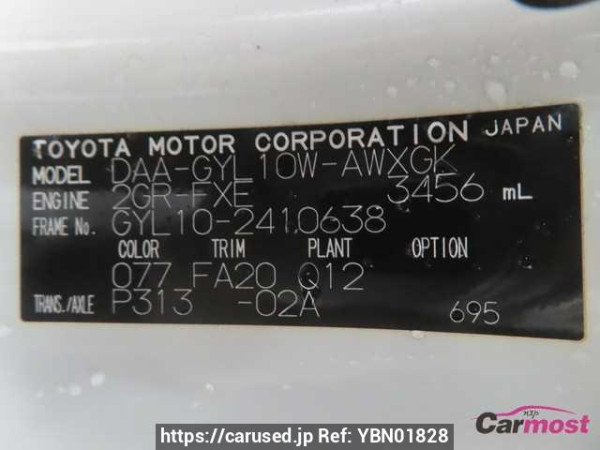 TOYOTA MOTOR CORPORATION JAPAN
MODEL DAA-GYL10W-AWXGK
ENGINE 2GR-FXE 3456 mL
FRAME No. GYL10-2410638
COLOR TRIM PLANT OPTION
077 FA20 Q12
TRANS./AXLE P313 -02A 695
Carmost
https://carused.jp Ref: YBN01828